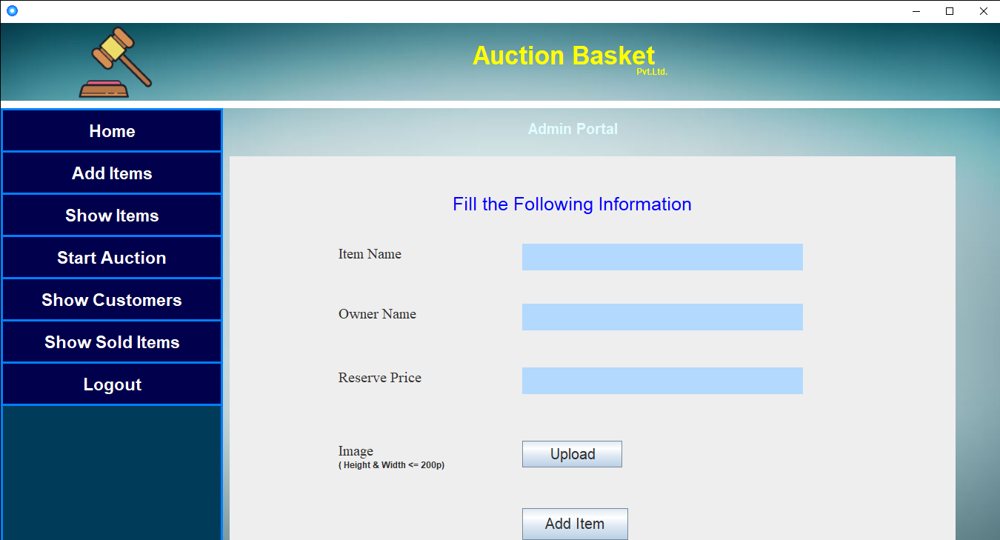 Auction Basket
Pvt.Ltd.
Home
Add Items
Show Items
Start Auction
Show Customers
Show Sold Items
Logout
Admin Portal
Fill the Following Information
Item Name
Owner Name
Reserve Price
Image
( Height & Width <= 200p)
Upload
Add Item